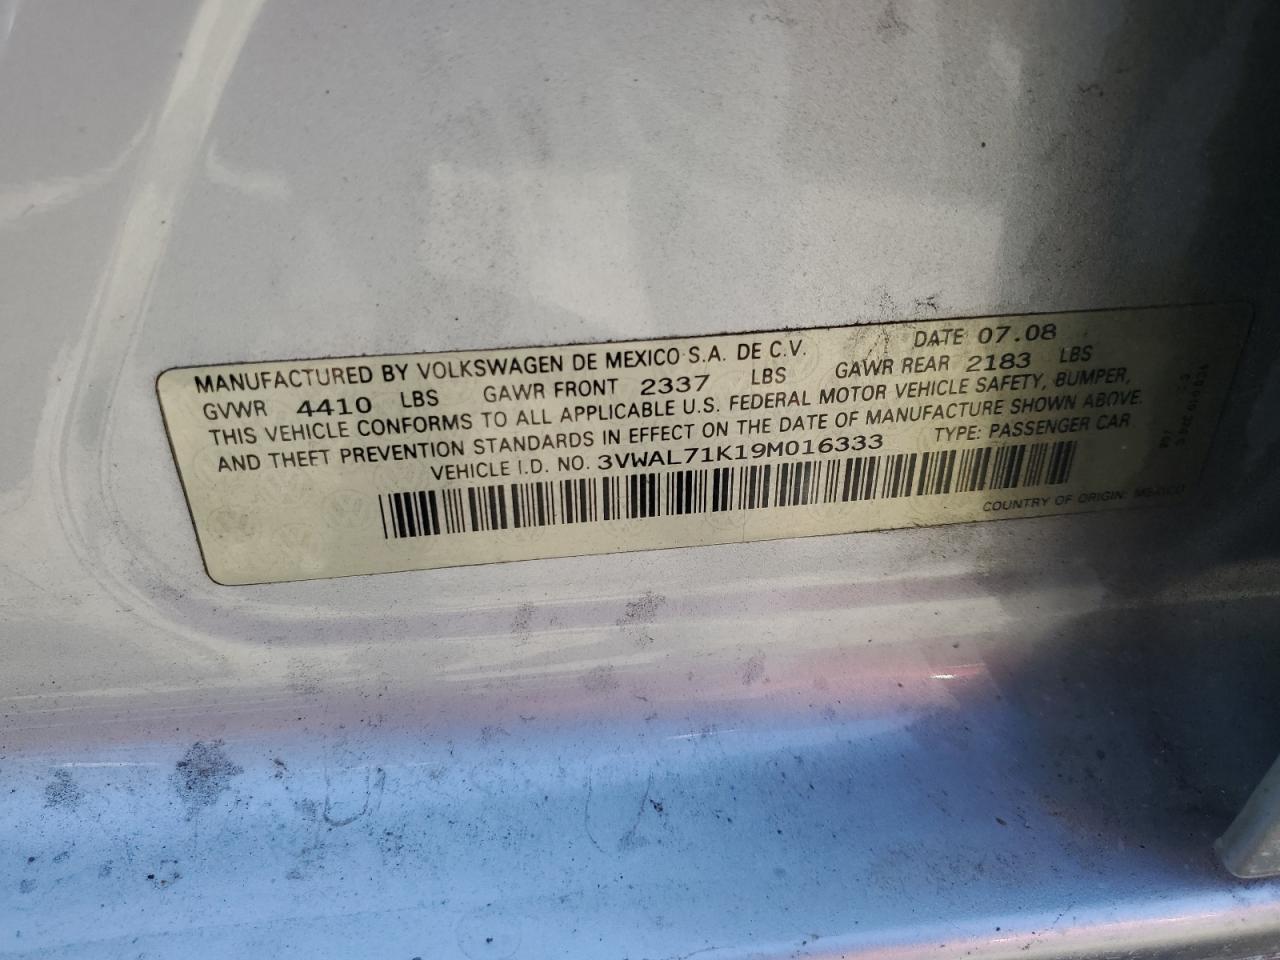 MANUFACTURED BY VOLKSWAGEN DE MEXICO S.A. DE C.V. DATE 07.08
GVWR 4410 LBS GAWR FRONT 2337 LBS GAWR REAR 2183 LBS
THIS VEHICLE CONFORMS TO ALL APPLICABLE U.S. FEDERAL MOTOR VEHICLE SAFETY, BUMPER,
AND THEFT PREVENTION STANDARDS IN EFFECT ON THE DATE OF MANUFACTURE SHOWN ABOVE.
VEHICLE I.D. NO. 3VWAL71K19M016333 TYPE: PASSENGER CAR
COUNTRY OF ORIGIN: MEXICO